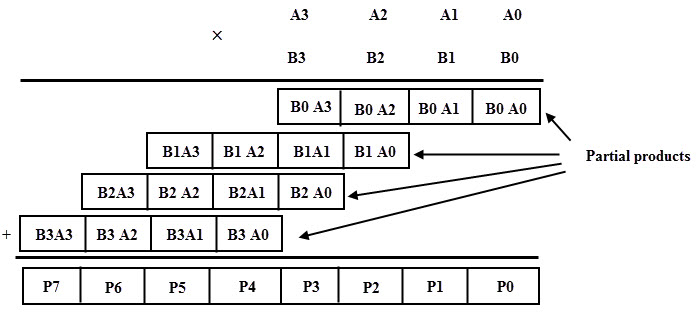 A3 A2 A1 A0
×
B3 B2 B1 B0
B0 A3 B0 A2 B0 A1 B0 A0
B1A3 B1 A2 B1A1 B1 A0 Partial products
B2A3 B2 A2 B2A1 B2 A0
+ B3A3 B3 A2 B3A1 B3 A0
P7 P6 P5 P4 P3 P2 P1 P0